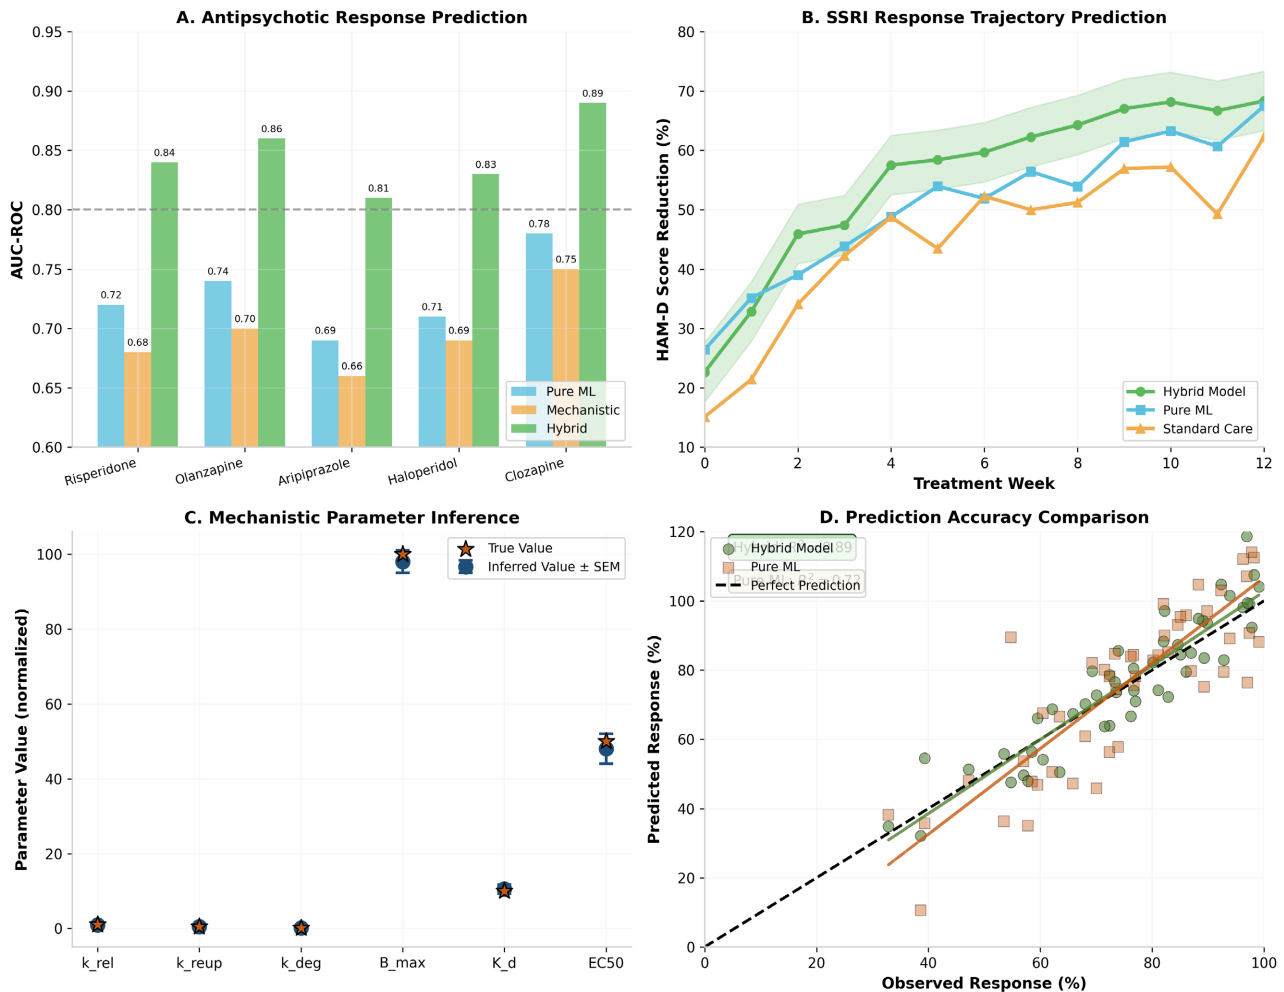 A. Antipsychotic Response Prediction
AUC-ROC
0.95
0.90
0.85
0.80
0.75
0.70
0.65
0.60
0.72
0.68
0.84
0.74
0.70
0.86
0.69
0.66
0.81
0.71
0.69
0.83
0.78
0.75
0.89
Pure ML
Mechanistic
Hybrid
Risperidone
Olanzapine
Aripiprazole
Haloperidol
Clozapine
B. SSRI Response Trajectory Prediction
HAM-D Score Reduction (%)
80
70
60
50
40
30
20
10
Hybrid Model
Pure ML
Standard Care
0 2 4 6 8 10 12
Treatment Week
C. Mechanistic Parameter Inference
Parameter Value (normalized)
100
80
60
40
20
0
True Value
Inferred Value ± SEM
k_rel k_reup k_deg B_max K_d EC50
D. Prediction Accuracy Comparison
Predicted Response (%)
120
100
80
60
40
20
0
Hybrid Model
Pure ML
Perfect Prediction
0 20 40 60 80 100
Observed Response (%)